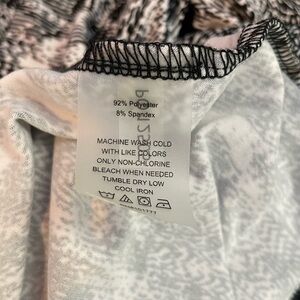 92% Polyester
8% Spandex
MACHINE WASH COLD
WITH LIKE COLORS
ONLY NON-CHLORINE
BLEACH WHEN NEEDED
TUMBLE DRY LOW
COOL IRON